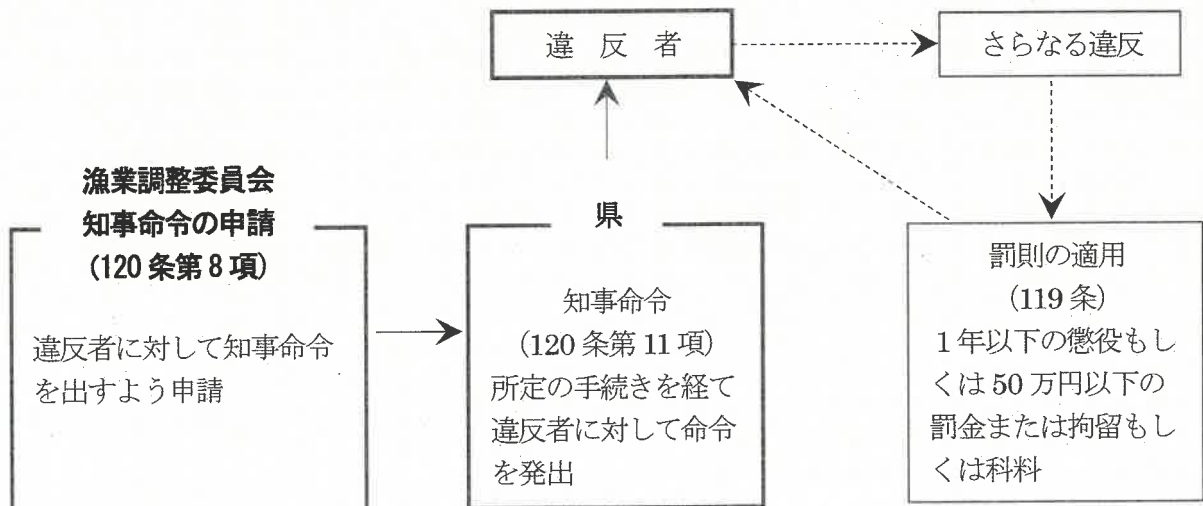 違反者
さらなる違反
漁業調整委員会
知事命令の申請
(120条第8項)
違反者に対して知事命令
を出すよう申請
県
知事命令
(120条第11項)
所定の手続きを経て
違反者に対して命令
を発出
罰則の適用
(119条)
1年以下の懲役もし
くは50万円以下の
罰金または拘留もし
くは科料